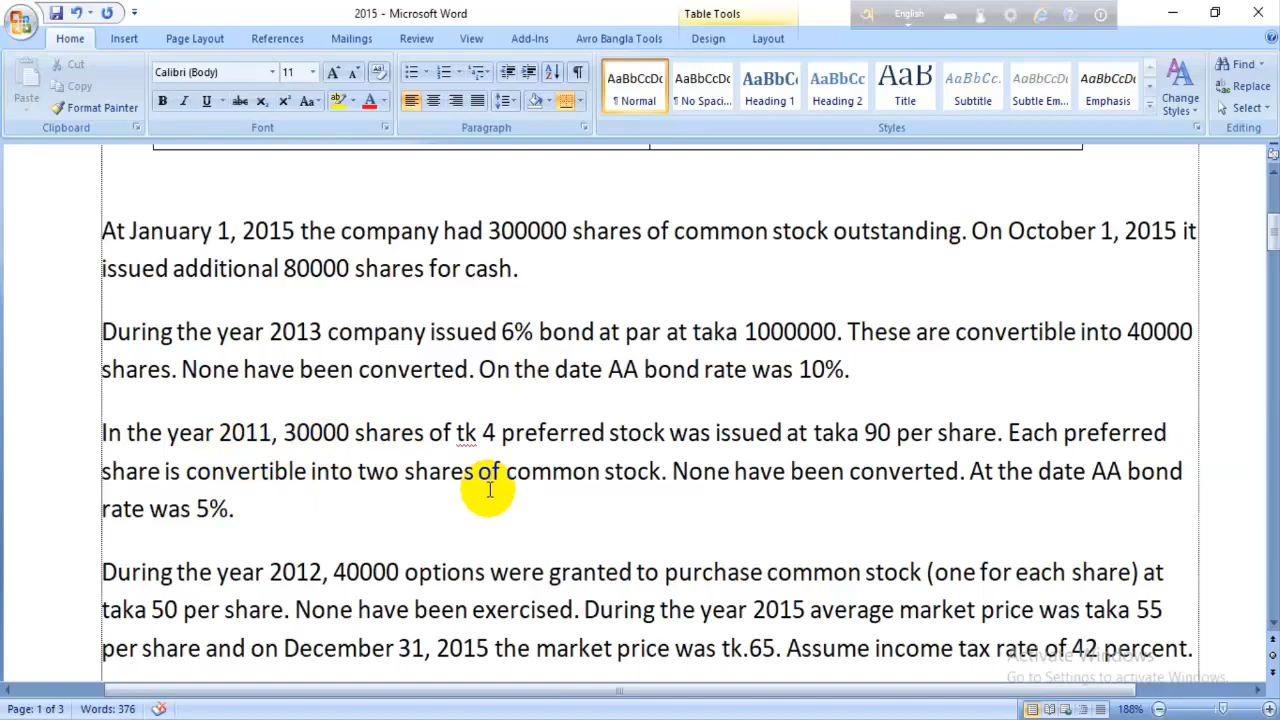 2015 - Microsoft Word
Table Tools
English
Home Insert Page Layout References Mailings Review View Add-Ins Avro Bangla Tools Design Layout
Paste
Cut
Copy
Format Painter
Clipboard
Calibri (Body) 11
Font
Paragraph
AaBbCcDc AaBbCcDc AaBbCc AaBbCc AaB AaBbCc. AaBbCcDc AaBbCcDc
¶ Normal ¶ No Spaci... Heading 1 Heading 2 Title Subtitle Subtle Em... Emphasis
Change Styles
Styles
Find
Replace
Select
Editing
At January 1, 2015 the company had 300000 shares of common stock outstanding. On October 1, 2015 it
issued additional 80000 shares for cash.
During the year 2013 company issued 6% bond at par at taka 1000000. These are convertible into 40000
shares. None have been converted. On the date AA bond rate was 10%.
In the year 2011, 30000 shares of tk 4 preferred stock was issued at taka 90 per share. Each preferred
share is convertible into two shares of common stock. None have been converted. At the date AA bond
rate was 5%.
During the year 2012, 40000 options were granted to purchase common stock (one for each share) at
taka 50 per share. None have been exercised. During the year 2015 average market price was taka 55
per share and on December 31, 2015 the market price was tk.65. Assume income tax rate of 42 percent.
Activate Windows
Go to Settings to activate Windows.
Page: 1 of 3 Words: 376 188%